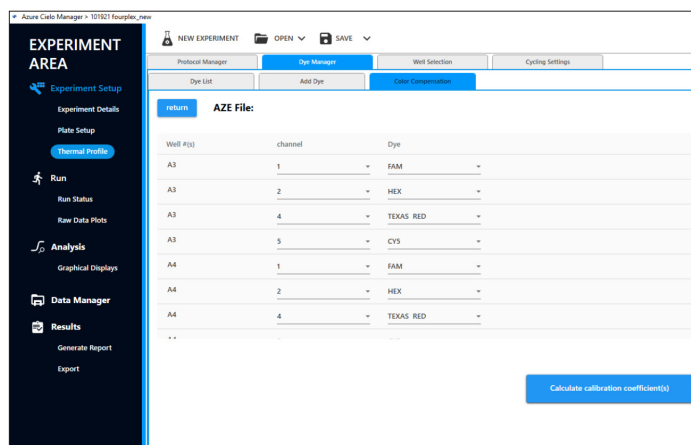 Azure Cielo Manager > 101921 fourplex_new
EXPERIMENT
AREA
Experiment Setup
Experiment Details
Plate Setup
Thermal Profile
Run
Run Status
Raw Data Plots
Analysis
Graphical Displays
Data Manager
Results
Generate Report
Export
NEW EXPERIMENT OPEN SAVE
Protocol Manager Dye Manager Well Selection Cycling Settings
Dye List Add Dye Color Compensation
return AZE File:
Well #(s) channel Dye
A3 1 FAM
A3 2 HEX
A3 4 TEXAS RED
A3 5 CY5
A4 1 FAM
A4 2 HEX
A4 4 TEXAS RED
Calculate calibration coefficient(s)